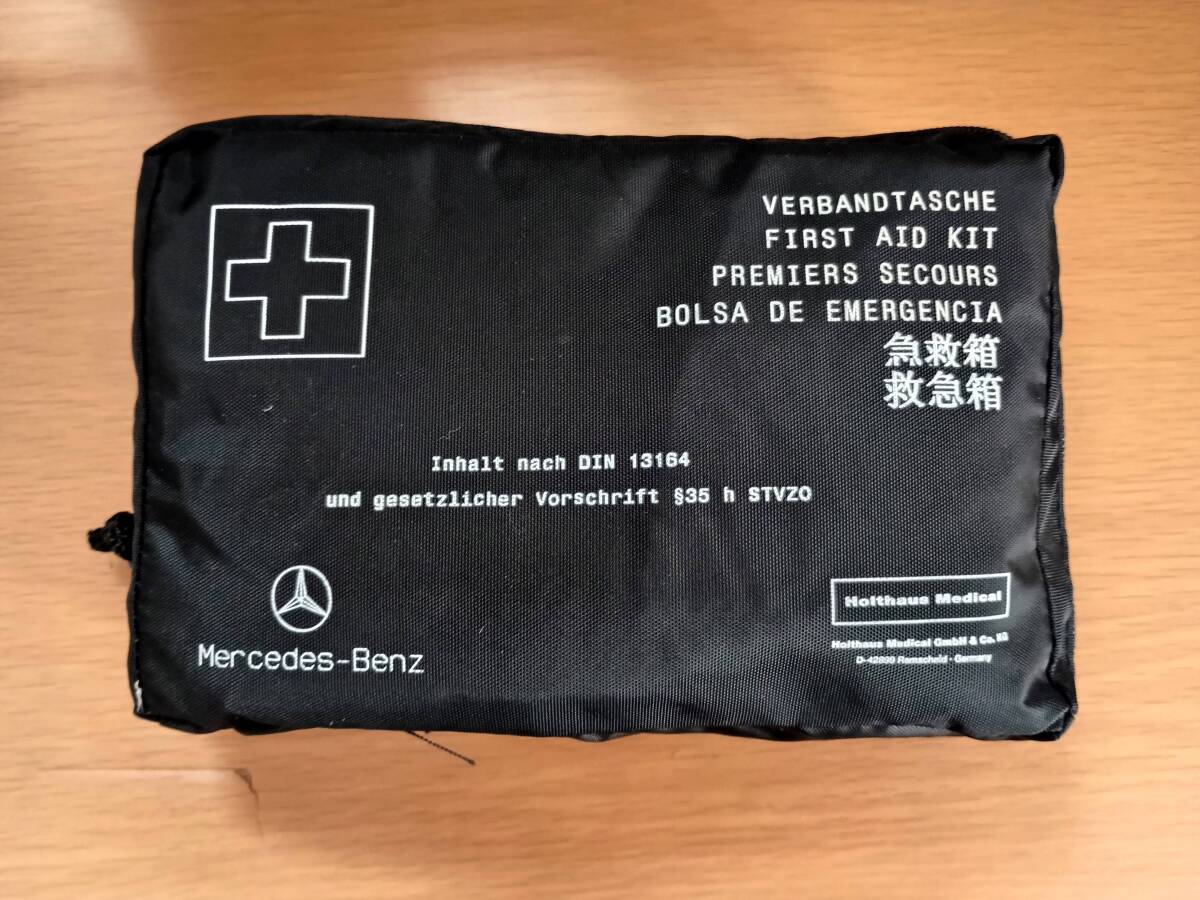 VERBANDTASCHE
FIRST AID KIT
PREMIERS SECOURS
BOLSA DE EMERGENCIA
急救箱
救急箱
Inhalt nach DIN 13164
und gesetzlicher Vorschrift §35 h STVZO
Mercedes-Benz
Holthaus Medical
Holthaus Medical GmbH & Co. KG
D-42899 Remscheid · Germany